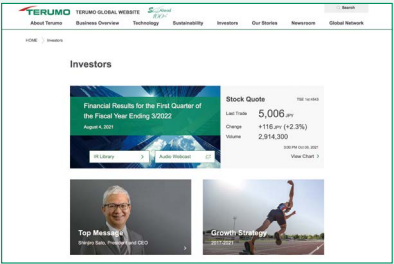 TERUMO TERUMO GLOBAL WEBSITE
100th
Search
About Terumo Business Overview Technology Sustainability Investors Our Stories Newsroom Global Network
HOME Investors
Investors
Financial Results for the First Quarter of
the Fiscal Year Ending 3/2022
August 4, 2021
IR Library
Audio Webcast
Stock Quote
Last Trade 5,006 JPY
Change +116 JPY (+2.3%)
Volume 2,914,300
View Chart
Top Message
Shinjiro Sato, President and CEO
Growth Strategy
2017-2021